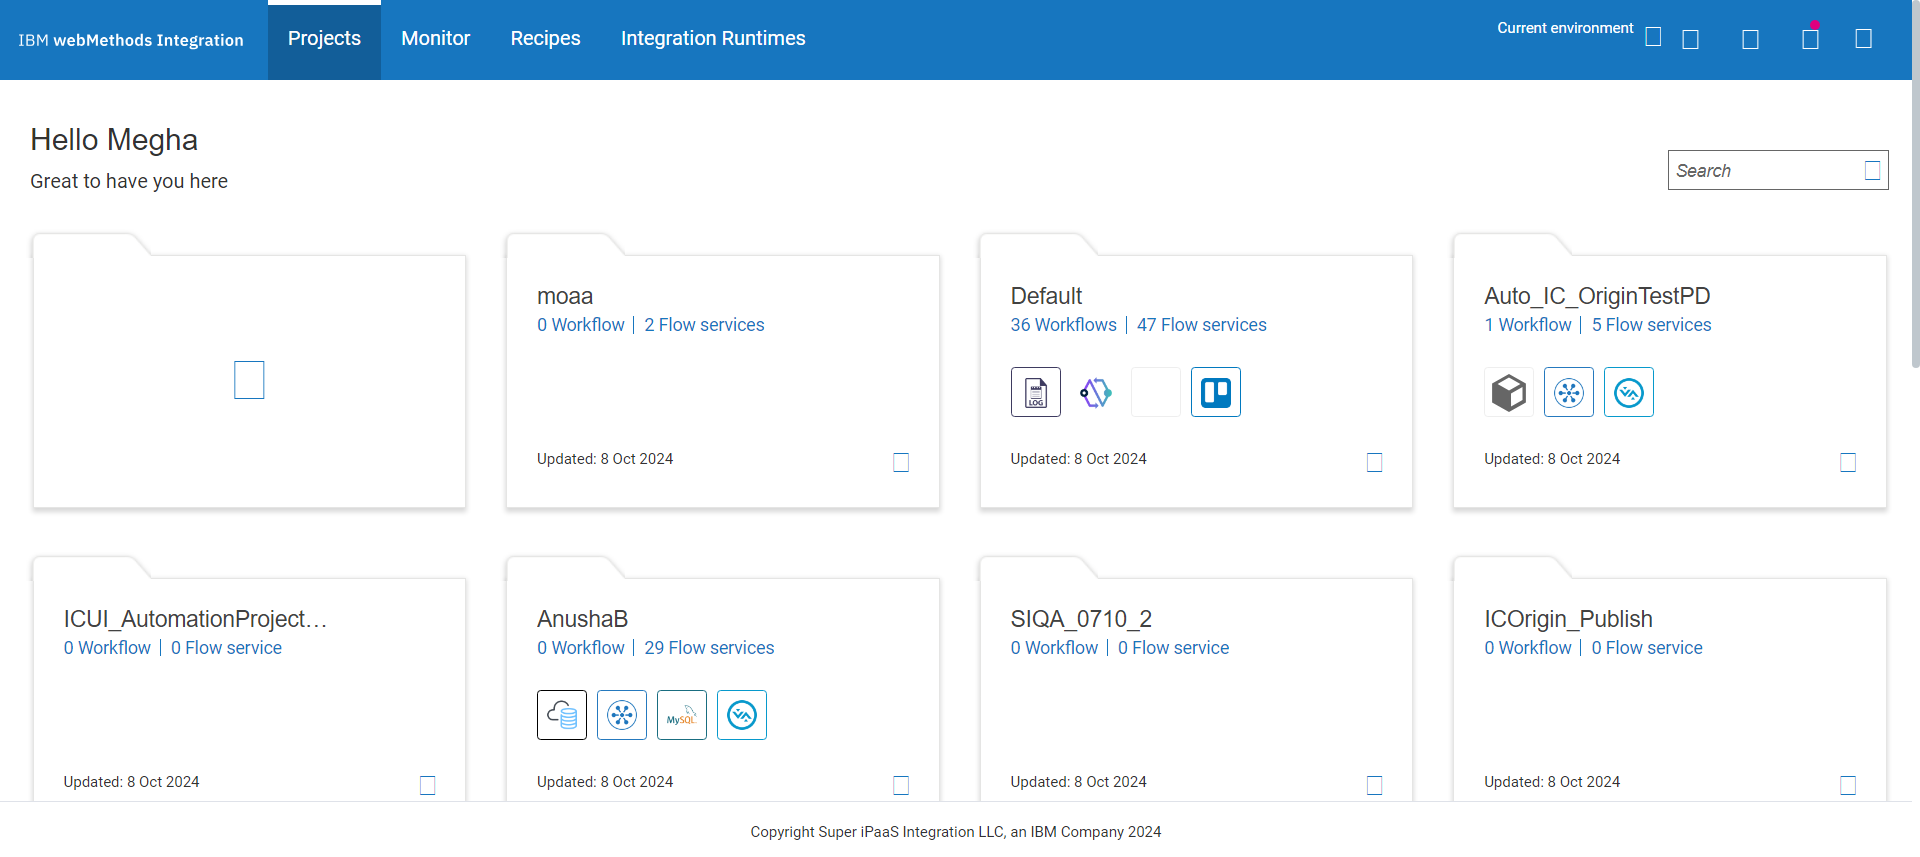 IBM webMethods Integration
Projects
Monitor
Recipes
Integration Runtimes
Current environment
Hello Megha
Great to have you here
Search
moaa
0 Workflow | 2 Flow services
Updated: 8 Oct 2024
Default
36 Workflows | 47 Flow services
LOG
Updated: 8 Oct 2024
Auto_IC_OriginTestPD
1 Workflow | 5 Flow services
Updated: 8 Oct 2024
ICUI_AutomationProject...
0 Workflow | 0 Flow service
Updated: 8 Oct 2024
AnushaB
0 Workflow | 29 Flow services
MySQL
Updated: 8 Oct 2024
SIQA_0710_2
0 Workflow | 0 Flow service
Updated: 8 Oct 2024
ICOrigin_Publish
0 Workflow | 0 Flow service
Updated: 8 Oct 2024
Copyright Super iPaaS Integration LLC, an IBM Company 2024